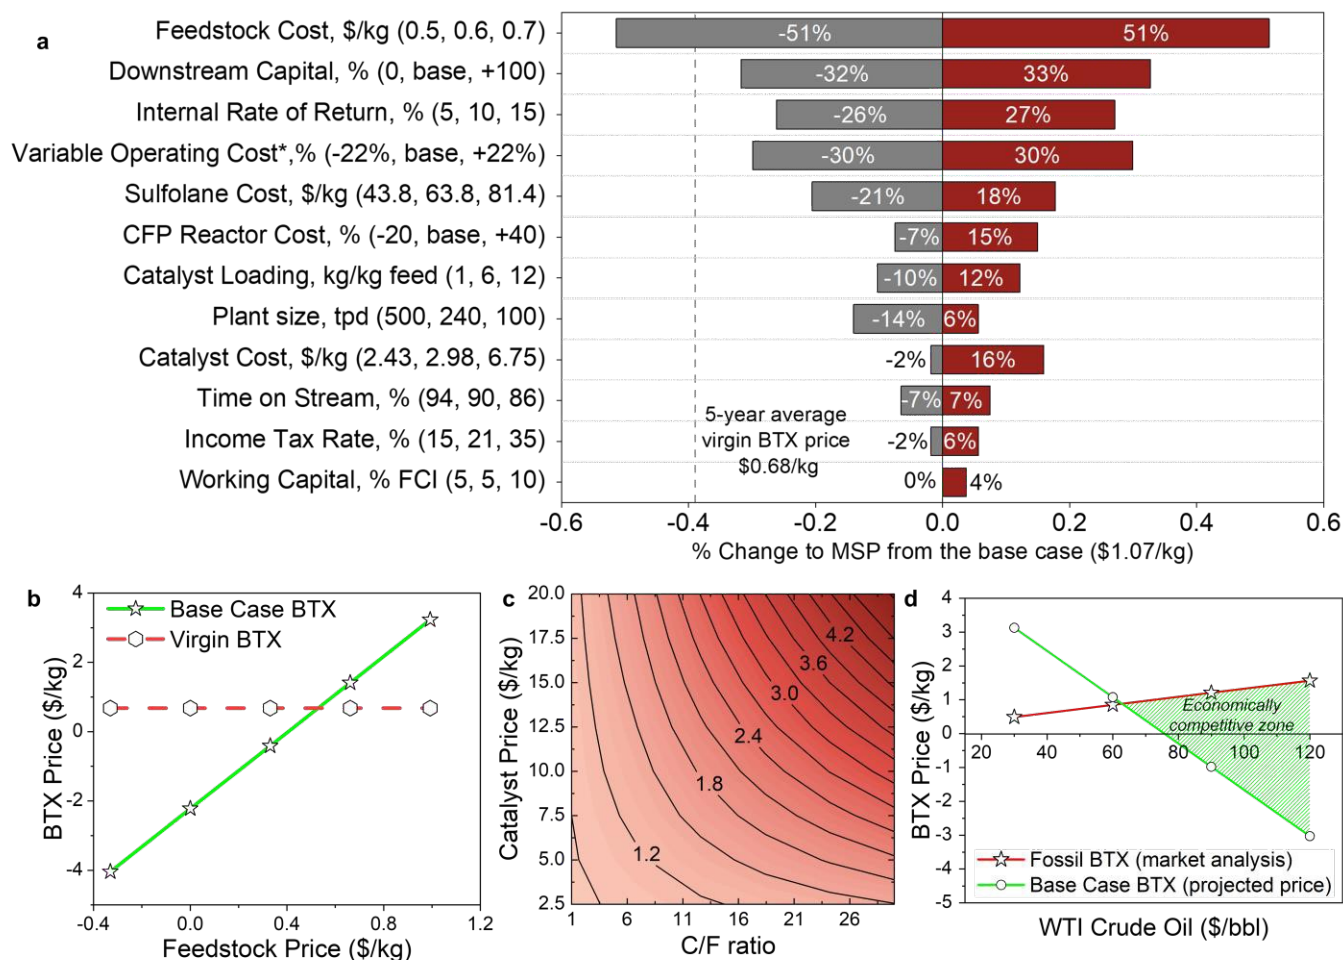 a
Feedstock Cost, $/kg (0.5, 0.6, 0.7)
-51%
51%
Downstream Capital, % (0, base, +100)
-32%
33%
Internal Rate of Return, % (5, 10, 15)
-26%
27%
Variable Operating Cost*,% (-22%, base, +22%)
-30%
30%
Sulfolane Cost, $/kg (43.8, 63.8, 81.4)
-21%
18%
CFP Reactor Cost, % (-20, base, +40)
-7%
15%
Catalyst Loading, kg/kg feed (1, 6, 12)
-10%
12%
Plant size, tpd (500, 240, 100)
-14%
6%
Catalyst Cost, $/kg (2.43, 2.98, 6.75)
-2%
16%
Time on Stream, % (94, 90, 86)
-7%
7%
Income Tax Rate, % (15, 21, 35)
-2%
6%
Working Capital, % FCI (5, 5, 10)
0%
4%
5-year average
virgin BTX price
$0.68/kg
-0.6
-0.4
-0.2
0.0
0.2
0.4
0.6
% Change to MSP from the base case ($1.07/kg)
b
Base Case BTX
Virgin BTX
BTX Price ($/kg)
4
2
0
-2
-4
-0.4
0.0
0.4
0.8
1.2
Feedstock Price ($/kg)
c
Catalyst Price ($/kg)
20.0
17.5
15.0
12.5
10.0
7.5
5.0
2.5
4.2
3.6
3.0
2.4
1.8
1.2
1
6
11
16
21
26
C/F ratio
d
BTX Price ($/kg)
4
3
2
1
0
-1
-2
-3
-4
-5
20
40
60
80
100
120
Economically
competitive zone
Fossil BTX (market analysis)
Base Case BTX (projected price)
WTI Crude Oil ($/bbl)